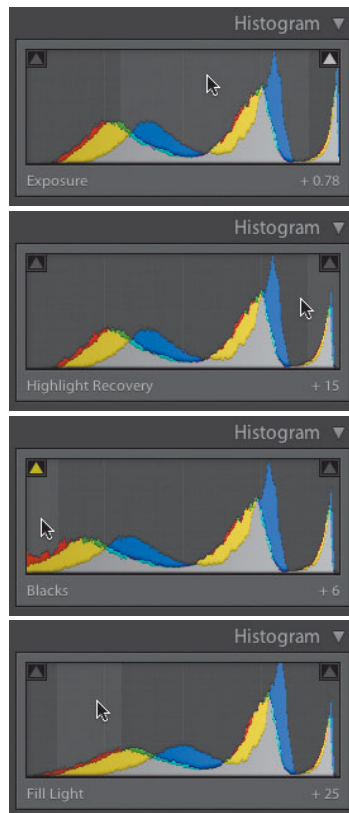 Histogram
Exposure + 0.78
Histogram
Highlight Recovery + 15
Histogram
Blacks + 6
Histogram
Fill Light + 25